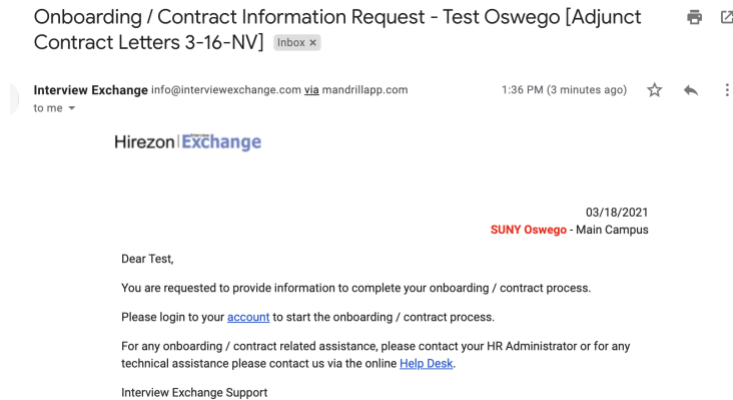 Onboarding / Contract Information Request - Test Oswego [Adjunct
Contract Letters 3-16-NV] Inbox ×
Interview Exchange info@interviewexchange.com via mandrillapp.com 1:36 PM (3 minutes ago)
to me
Hirezon|Exchange
03/18/2021
SUNY Oswego - Main Campus
Dear Test,
You are requested to provide information to complete your onboarding / contract process.
Please login to your account to start the onboarding / contract process.
For any onboarding / contract related assistance, please contact your HR Administrator or for any
technical assistance please contact us via the online Help Desk.
Interview Exchange Support